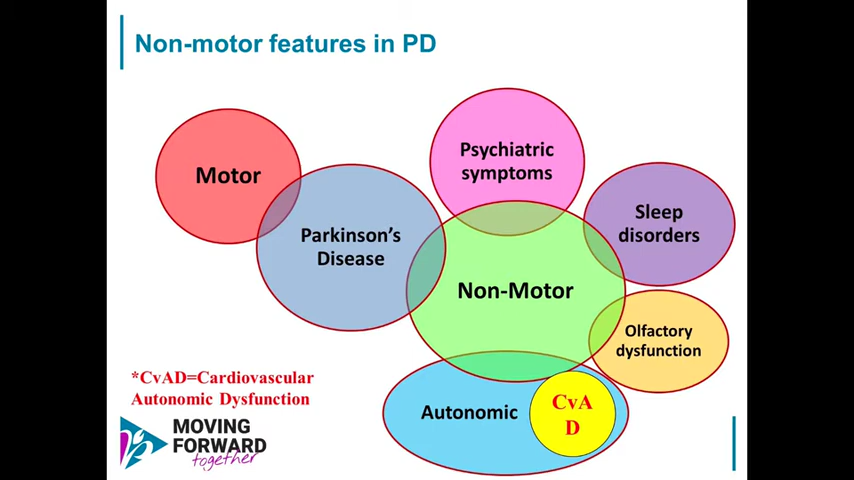 Non-motor features in PD
Motor
Parkinson's
Disease
Psychiatric
symptoms
Sleep
disorders
Non-Motor
Olfactory
dysfunction
Autonomic
CvA
D
*CvAD=Cardiovascular
Autonomic Dysfunction
MOVING
FORWARD
together